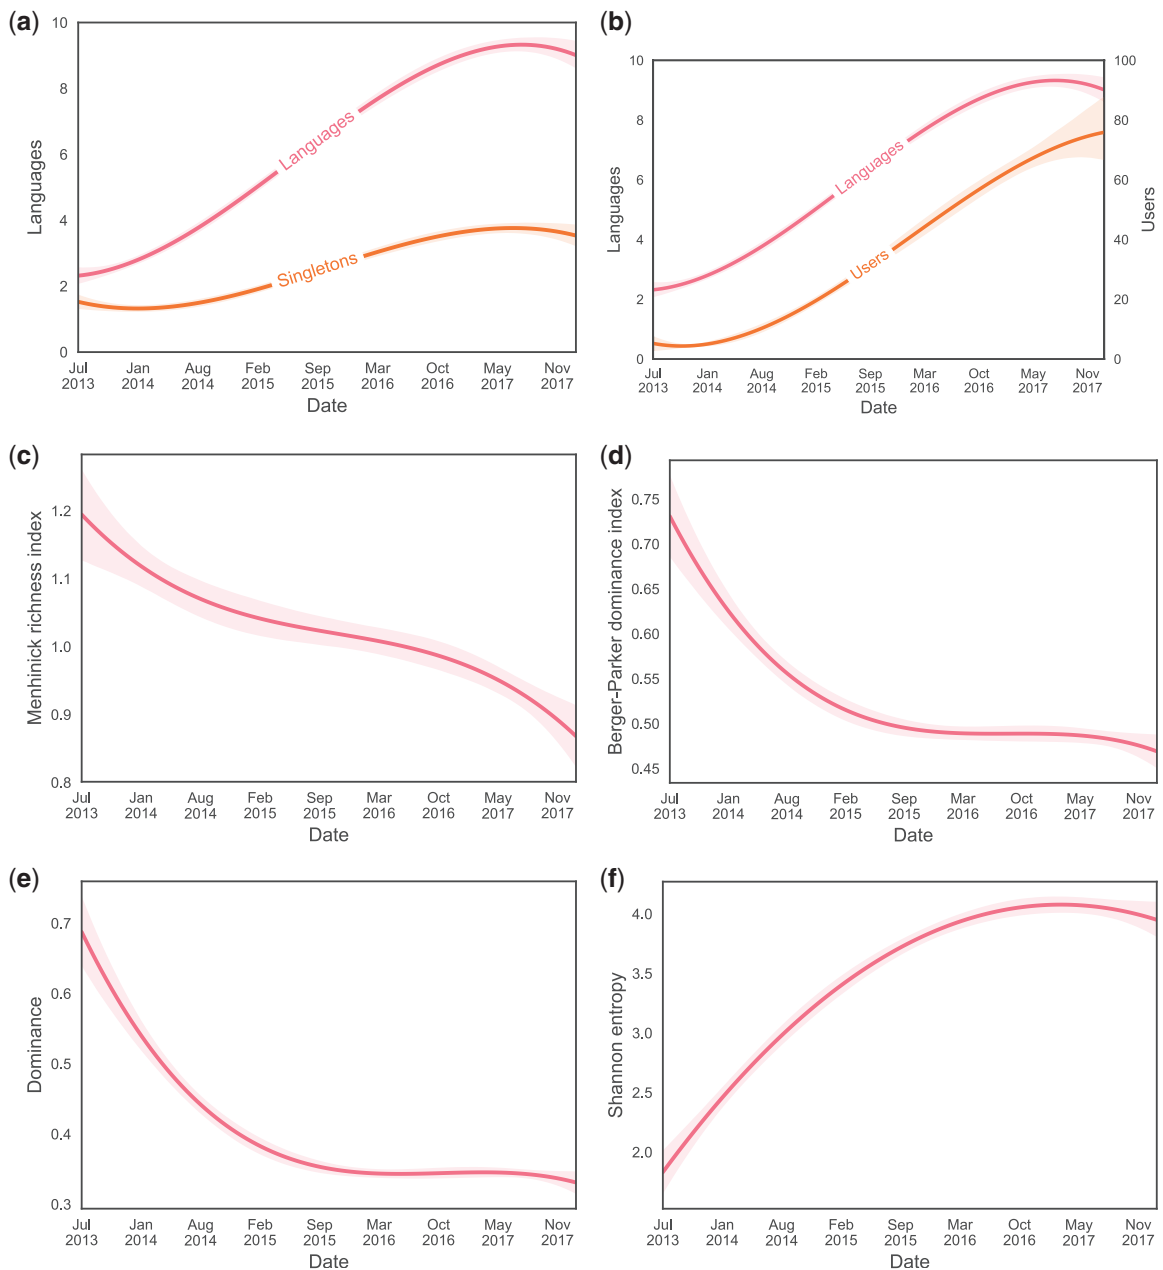 (a)
10
8
6
4
2
0
Languages
Languages
Singletons
Jul Jan Aug Feb Sep Mar Oct May Nov
2013 2014 2014 2015 2015 2016 2016 2017 2017
Date
(b)
10
8
6
4
2
0
Languages
100
80
60
40
20
0
Users
Languages
Users
Jul Jan Aug Feb Sep Mar Oct May Nov
2013 2014 2014 2015 2015 2016 2016 2017 2017
Date
(c)
1.2
1.1
1.0
0.9
0.8
Menhinick richness index
Jul Jan Aug Feb Sep Mar Oct May Nov
2013 2014 2014 2015 2015 2016 2016 2017 2017
Date
(d)
0.75
0.70
0.65
0.60
0.55
0.50
0.45
Berger-Parker dominance index
Jul Jan Aug Feb Sep Mar Oct May Nov
2013 2014 2014 2015 2015 2016 2016 2017 2017
Date
(e)
0.7
0.6
0.5
0.4
0.3
Dominance
Jul Jan Aug Feb Sep Mar Oct May Nov
2013 2014 2014 2015 2015 2016 2016 2017 2017
Date
(f)
4.0
3.5
3.0
2.5
2.0
Shannon entropy
Jul Jan Aug Feb Sep Mar Oct May Nov
2013 2014 2014 2015 2015 2016 2016 2017 2017
Date